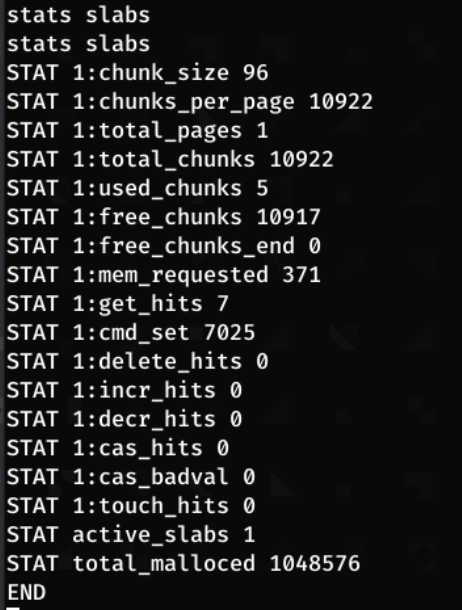 stats slabs
stats slabs
STAT 1:chunk_size 96
STAT 1:chunks_per_page 10922
STAT 1:total_pages 1
STAT 1:total_chunks 10922
STAT 1:used_chunks 5
STAT 1:free_chunks 10917
STAT 1:free_chunks_end 0
STAT 1:mem_requested 371
STAT 1:get_hits 7
STAT 1:cmd_set 7025
STAT 1:delete_hits 0
STAT 1:incr_hits 0
STAT 1:decr_hits 0
STAT 1:cas_hits 0
STAT 1:cas_badval 0
STAT 1:touch_hits 0
STAT active_slabs 1
STAT total_malloced 1048576
END